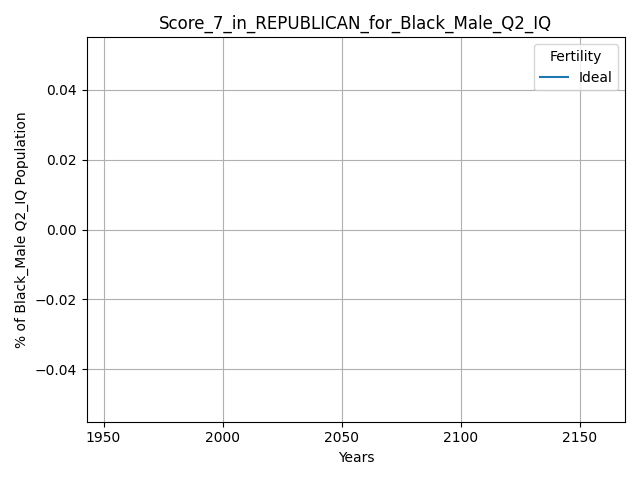 Score_7_in_REPUBLICAN_for_Black_Male_Q2_IQ
Fertility
Ideal
% of Black_Male Q2_IQ Population
0.04
0.02
0.00
−0.02
−0.04
1950 2000 2050 2100 2150
Years